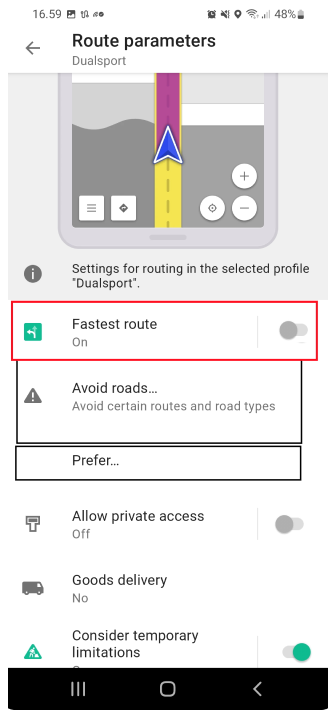 16.59
48%
Route parameters
Dualsport
Settings for routing in the selected profile
"Dualsport".
Fastest route
On
Avoid roads...
Avoid certain routes and road types
Prefer...
Allow private access
Off
Goods delivery
No
Consider temporary
limitations